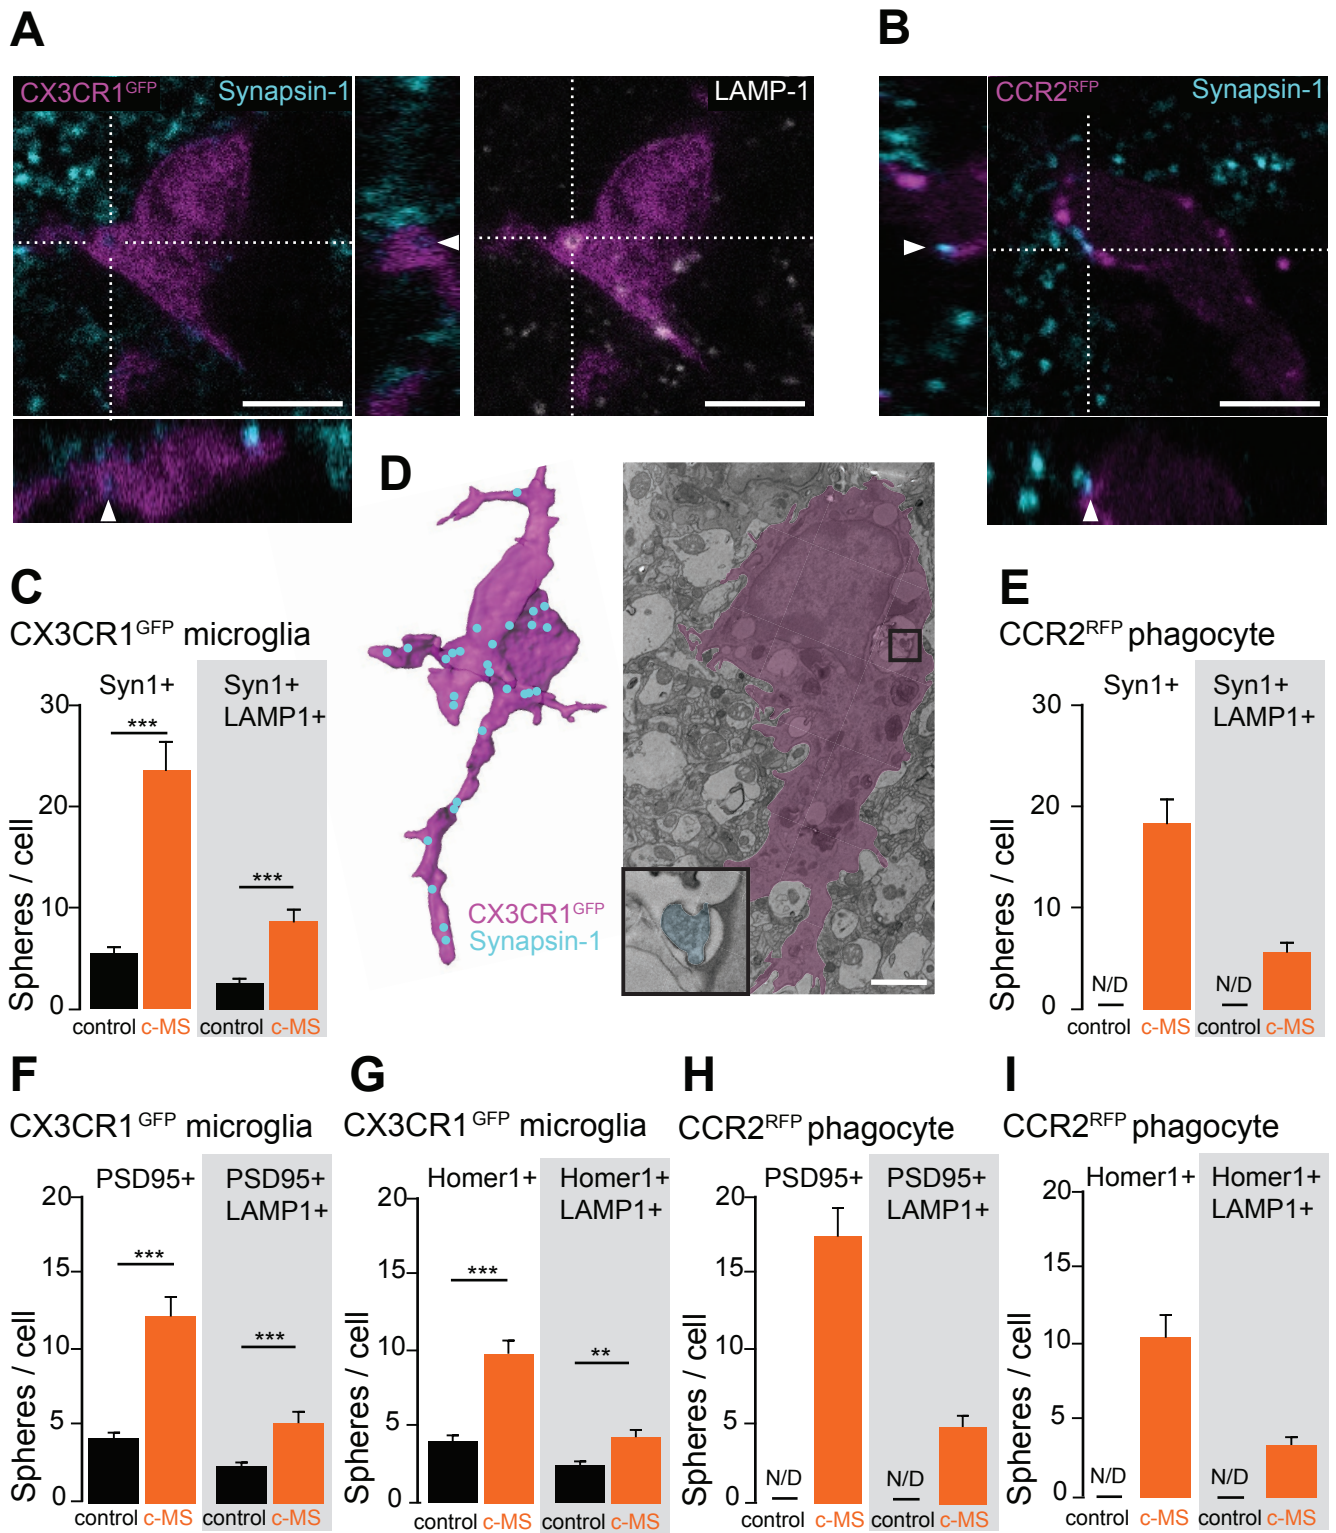 A
CX3CR1GFP Synapsin-1
LAMP-1
B
CCR2RFP Synapsin-1
D
CX3CR1GFP
Synapsin-1
C
CX3CR1GFP microglia
Syn1+
Syn1+
LAMP1+
***
***
30
20
10
0
Spheres / cell
control c-MS control c-MS
E
CCR2RFP phagocyte
Syn1+
Syn1+
LAMP1+
30
20
10
0
Spheres / cell
N/D
N/D
control c-MS control c-MS
F
CX3CR1GFP microglia
PSD95+
PSD95+
LAMP1+
***
***
20
15
10
5
0
Spheres / cell
control c-MS control c-MS
G
CX3CR1GFP microglia
Homer1+
Homer1+
LAMP1+
***
**
20
15
10
5
0
Spheres / cell
control c-MS control c-MS
H
CCR2RFP phagocyte
PSD95+
PSD95+
LAMP1+
20
15
10
5
0
Spheres / cell
N/D
N/D
control c-MS control c-MS
I
CCR2RFP phagocyte
Homer1+
Homer1+
LAMP1+
20
15
10
5
0
Spheres / cell
N/D
N/D
control c-MS control c-MS